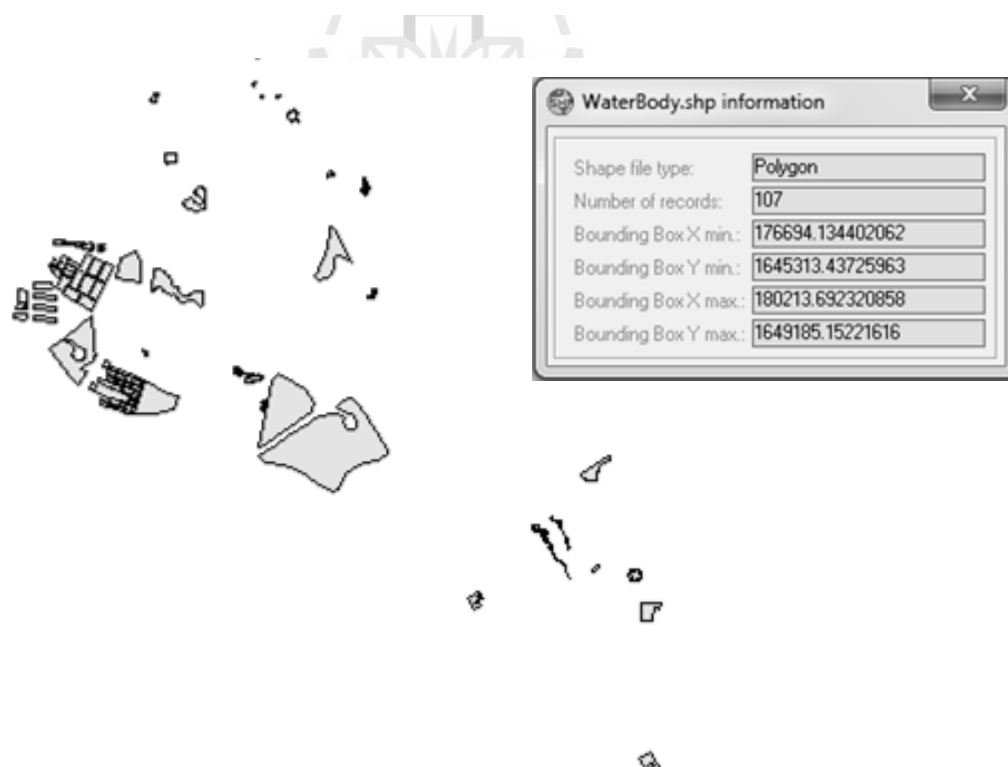 WaterBody.shp information
Shape file type: Polygon
Number of records: 107
Bounding Box X min.: 176694.134402062
Bounding Box Y min.: 1645313.43725963
Bounding Box X max.: 180213.692320858
Bounding Box Y max.: 1649185.15221616